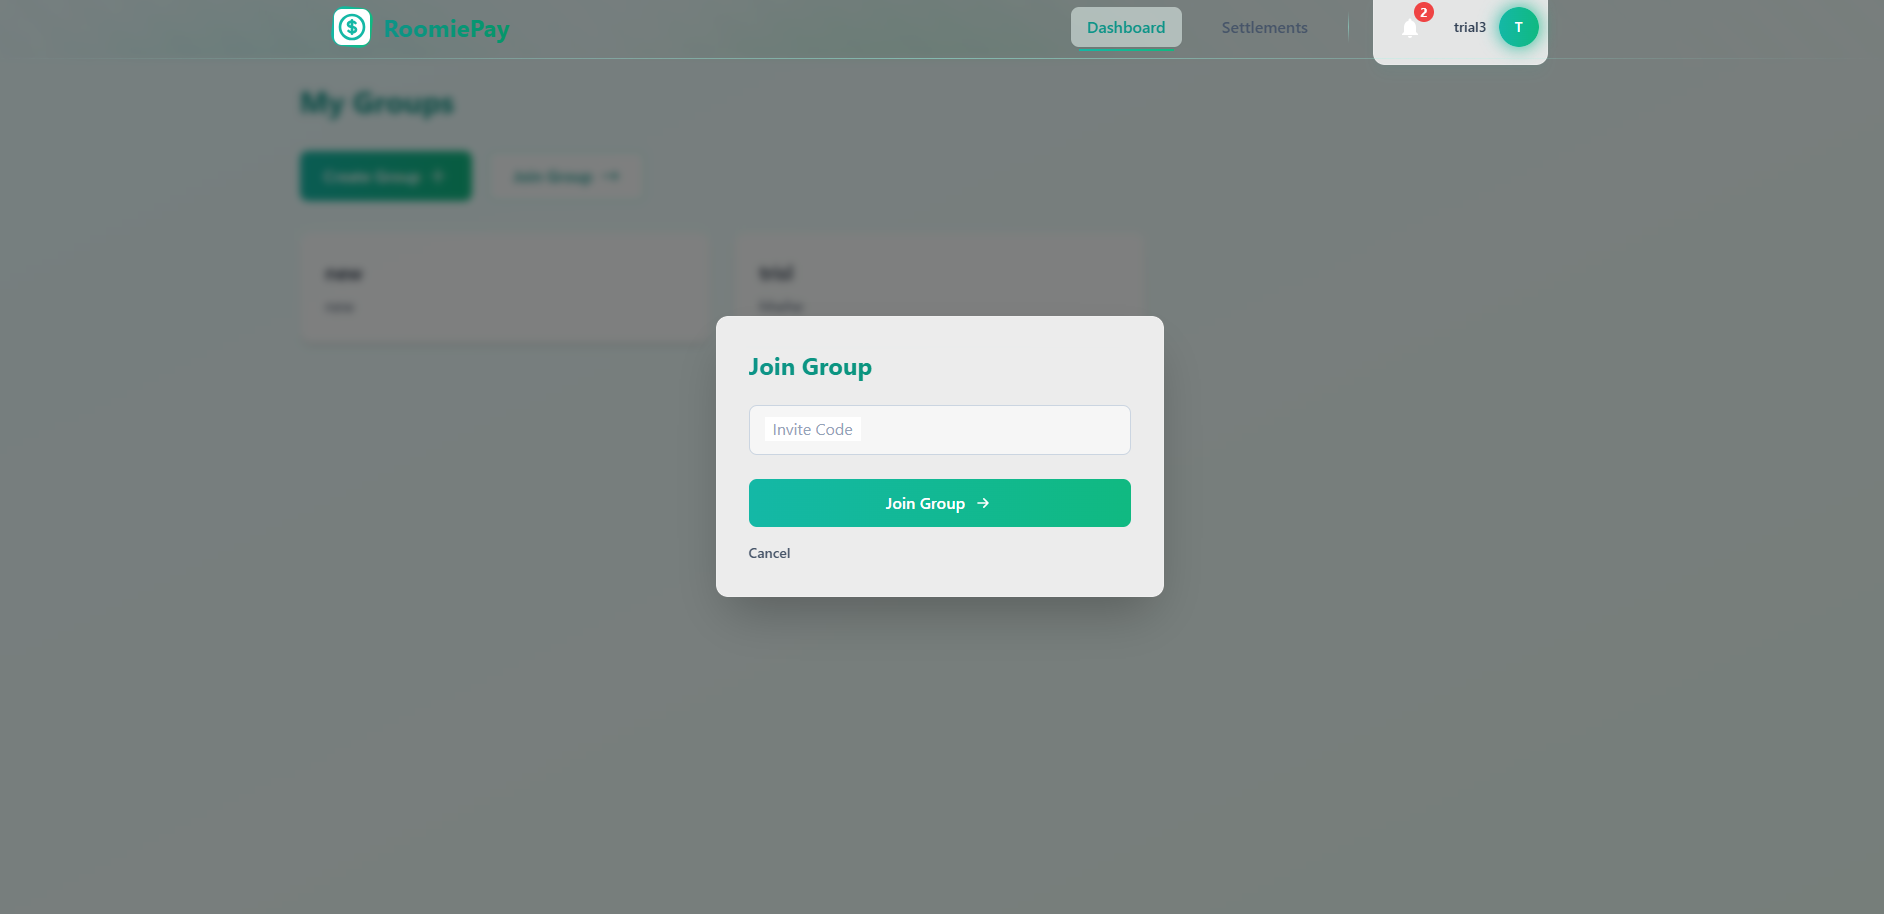 RoomiePay
Dashboard
Settlements
2
trial3
T
My Groups
Create Group +
Join Group →
new
new
trial
Join Group
Invite Code
Join Group →
Cancel